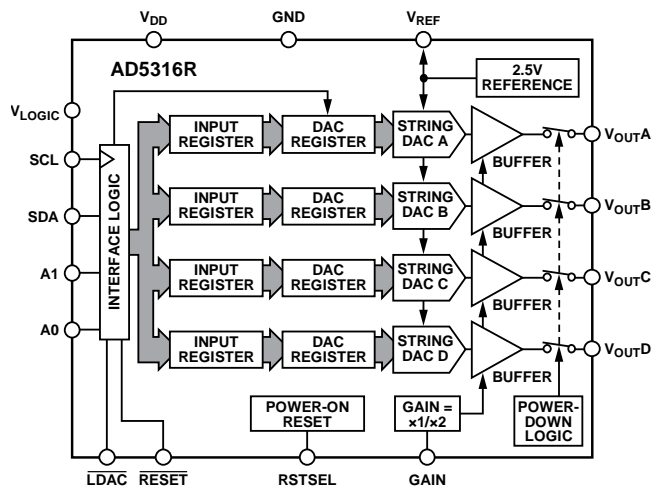 VDD
GND
VREF
AD5316R
2.5V
REFERENCE
VLOGIC
SCL
SDA
A1
A0
INTERFACE LOGIC
INPUT
REGISTER
DAC
REGISTER
STRING
DAC A
BUFFER
VOUTA
INPUT
REGISTER
DAC
REGISTER
STRING
DAC B
BUFFER
VOUTB
INPUT
REGISTER
DAC
REGISTER
STRING
DAC C
BUFFER
VOUTC
INPUT
REGISTER
DAC
REGISTER
STRING
DAC D
BUFFER
VOUTD
POWER-ON
RESET
GAIN =
×1/×2
POWER-
DOWN
LOGIC
LDAC
RESET
RSTSEL
GAIN